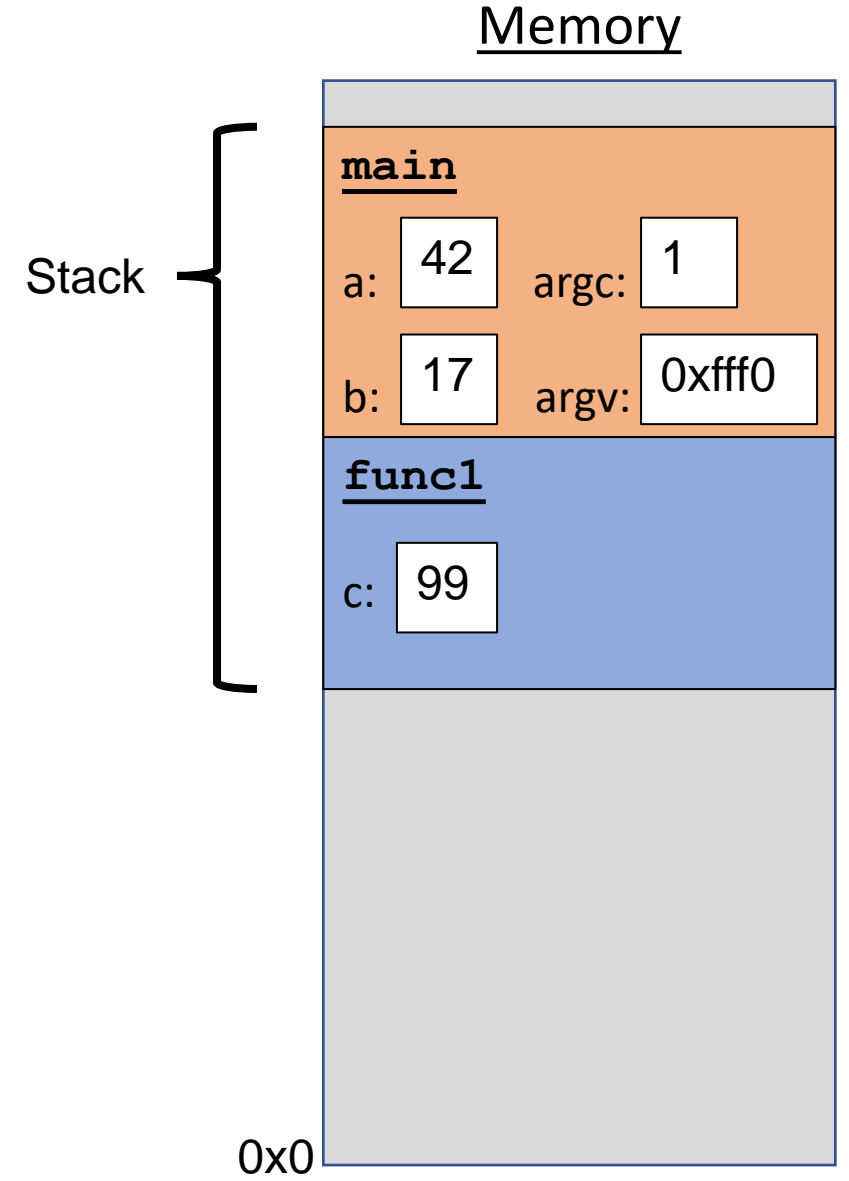 Memory
main
a: 42 argc: 1
Stack
b: 17 argv: 0xfff0
func1
c: 99
0x0